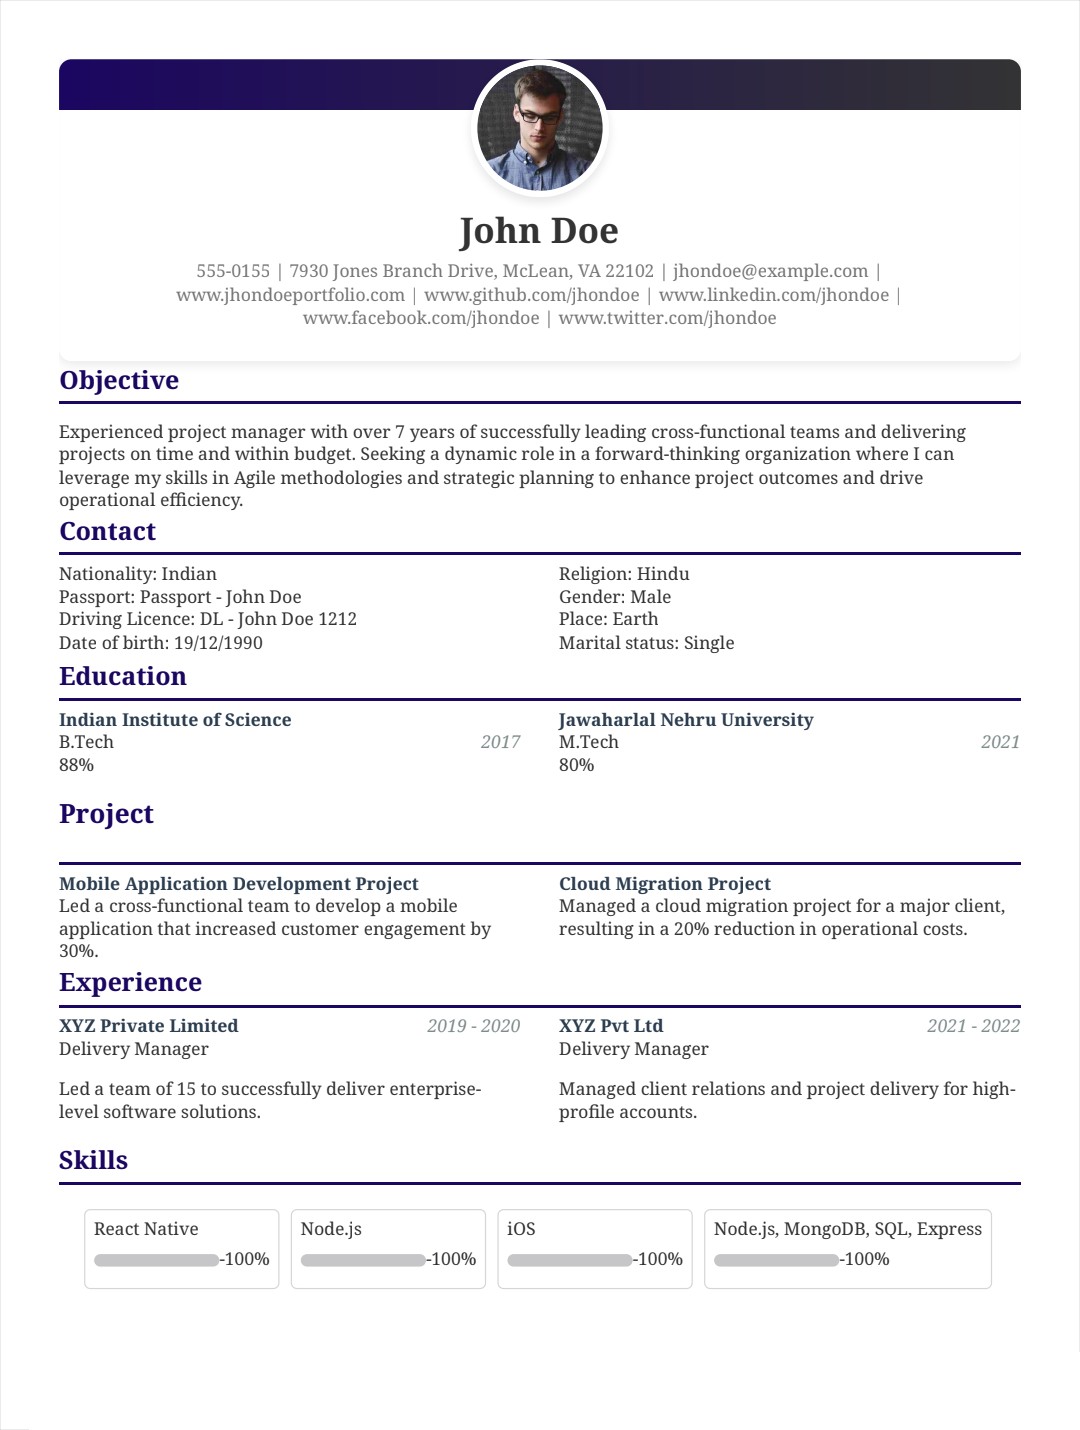 John Doe
555-0155 | 7930 Jones Branch Drive, McLean, VA 22102 | jhondoe@example.com |
www.jhondoeportfolio.com | www.github.com/jhondoe | www.linkedin.com/jhondoe |
www.facebook.com/jhondoe | www.twitter.com/jhondoe
Objective
Experienced project manager with over 7 years of successfully leading cross-functional teams and delivering
projects on time and within budget. Seeking a dynamic role in a forward-thinking organization where I can
leverage my skills in Agile methodologies and strategic planning to enhance project outcomes and drive
operational efficiency.
Contact
Nationality: Indian
Passport: Passport - John Doe
Driving Licence: DL - John Doe 1212
Date of birth: 19/12/1990
Religion: Hindu
Gender: Male
Place: Earth
Marital status: Single
Education
Indian Institute of Science
B.Tech 2017
88%
Jawaharlal Nehru University
M.Tech 2021
80%
Project
Mobile Application Development Project
Led a cross-functional team to develop a mobile
application that increased customer engagement by
30%.
Cloud Migration Project
Managed a cloud migration project for a major client,
resulting in a 20% reduction in operational costs.
Experience
XYZ Private Limited 2019 - 2020
Delivery Manager
Led a team of 15 to successfully deliver enterprise-
level software solutions.
XYZ Pvt Ltd 2021 - 2022
Delivery Manager
Managed client relations and project delivery for high-
profile accounts.
Skills
React Native
-100%
Node.js
-100%
iOS
-100%
Node.js, MongoDB, SQL, Express
-100%